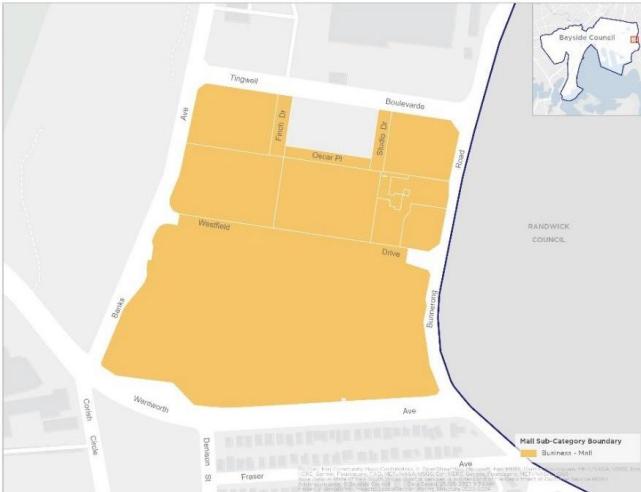 Bayside Council
Tingwell
Boulevarde
Ave
Finch Dr
Studio Dr
Road
Oscar Pl
Westfield
Drive
RANDWICK
COUNCIL
Banks
Bunnerong
Wentworth
Ave
Corish
Circle
Denison
St
Fraser
Ave
Mall Sub-Category Boundary
Business - Mall